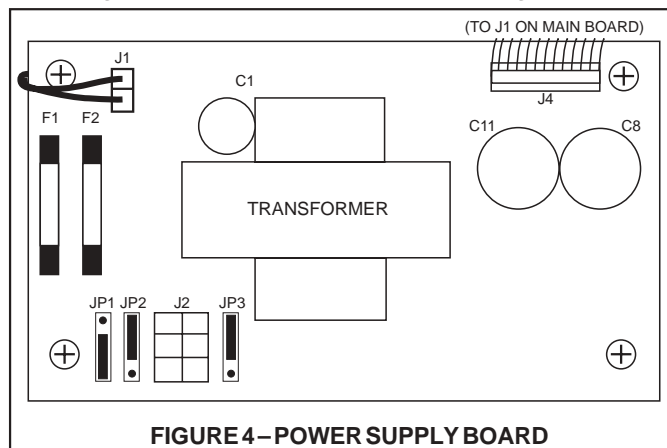 (TO J1 ON MAIN BOARD)
J1
C1
J4
F1 F2
C11 C8
TRANSFORMER
JP1 JP2 J2 JP3
FIGURE 4 – POWER SUPPLY BOARD